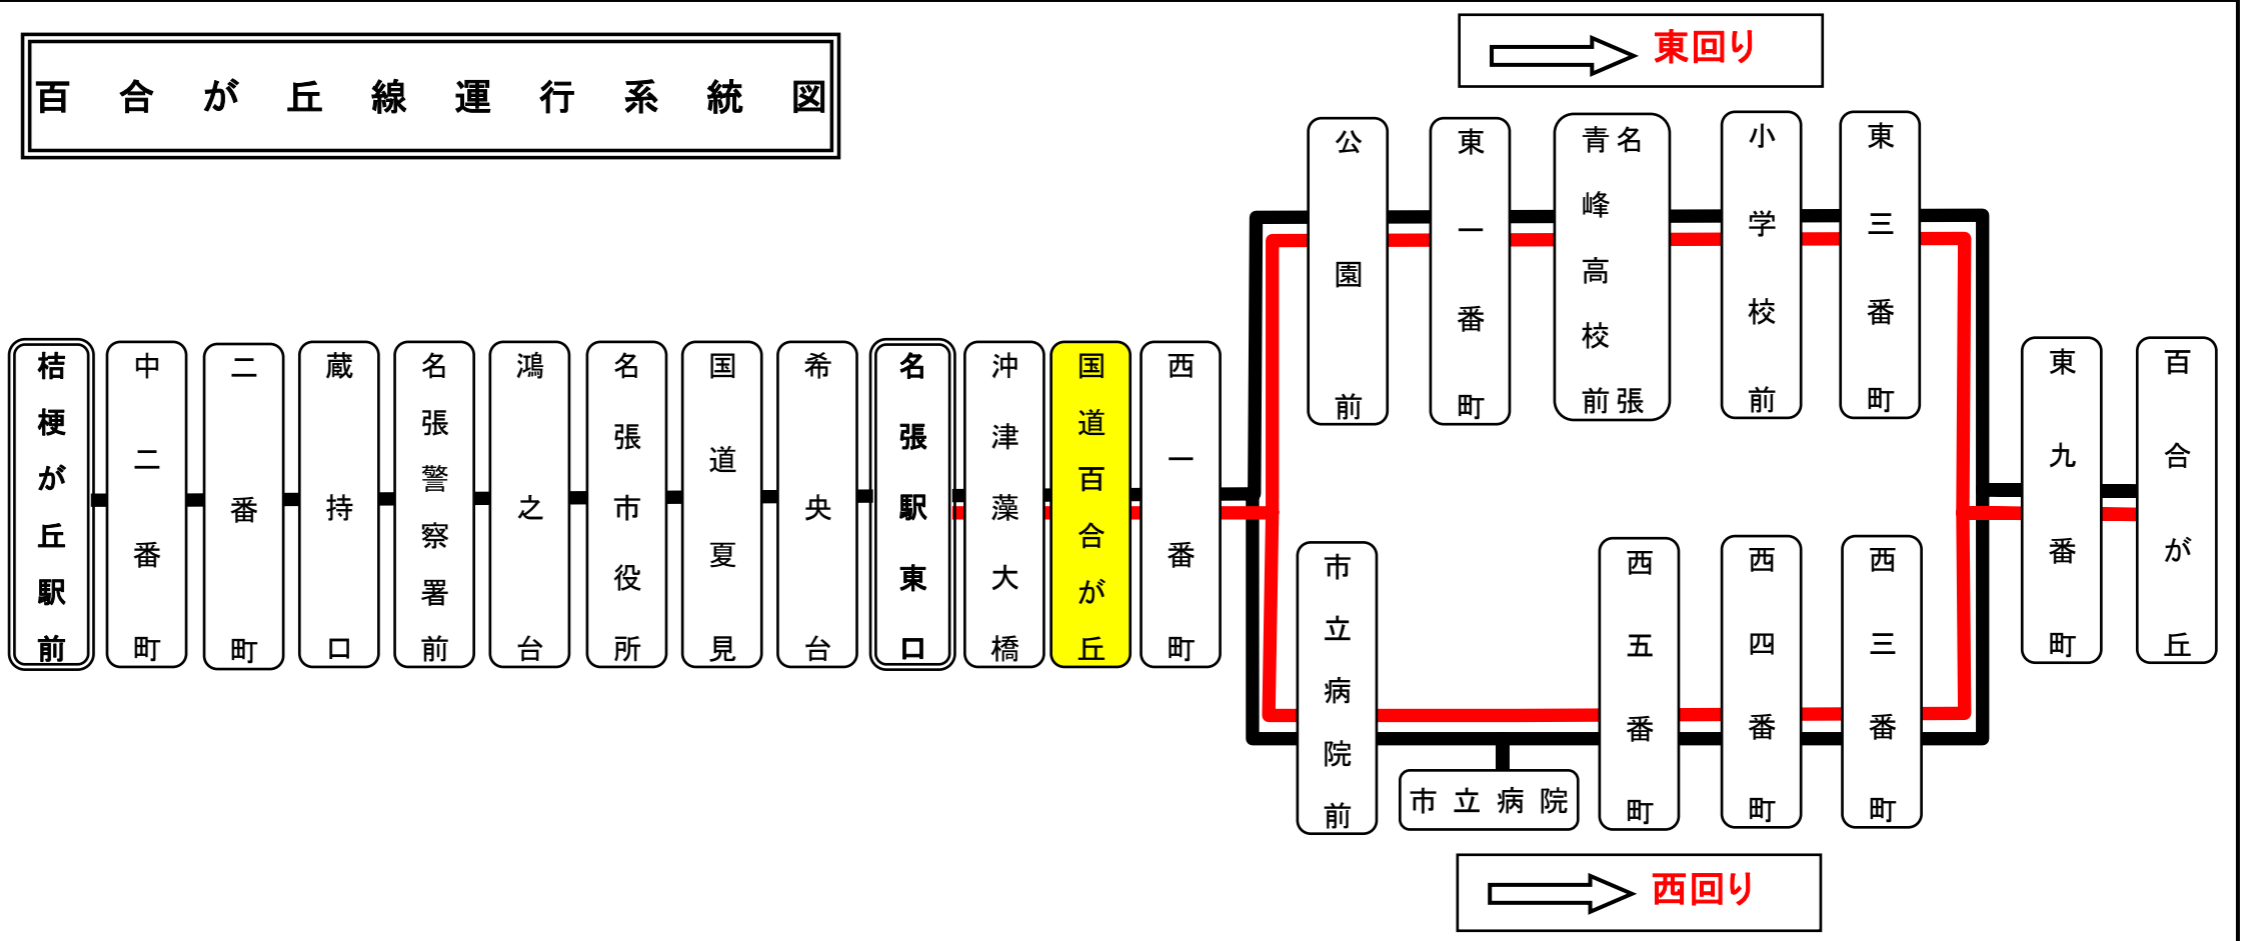 百合が丘線運行系統図
東回り
公園前
東一番町
名張
青峰高校前
小学校前
東三番町
桔梗が丘駅前
中二番町
二番町
蔵持口
名張警察署前
鴻之台
名張市役所
国道夏見
希央台
名張駅東口
沖津藻大橋
国道百合が丘
西一番町
市立病院前
市立病院
西五番町
西四番町
西三番町
東九番町
百合が丘
西回り